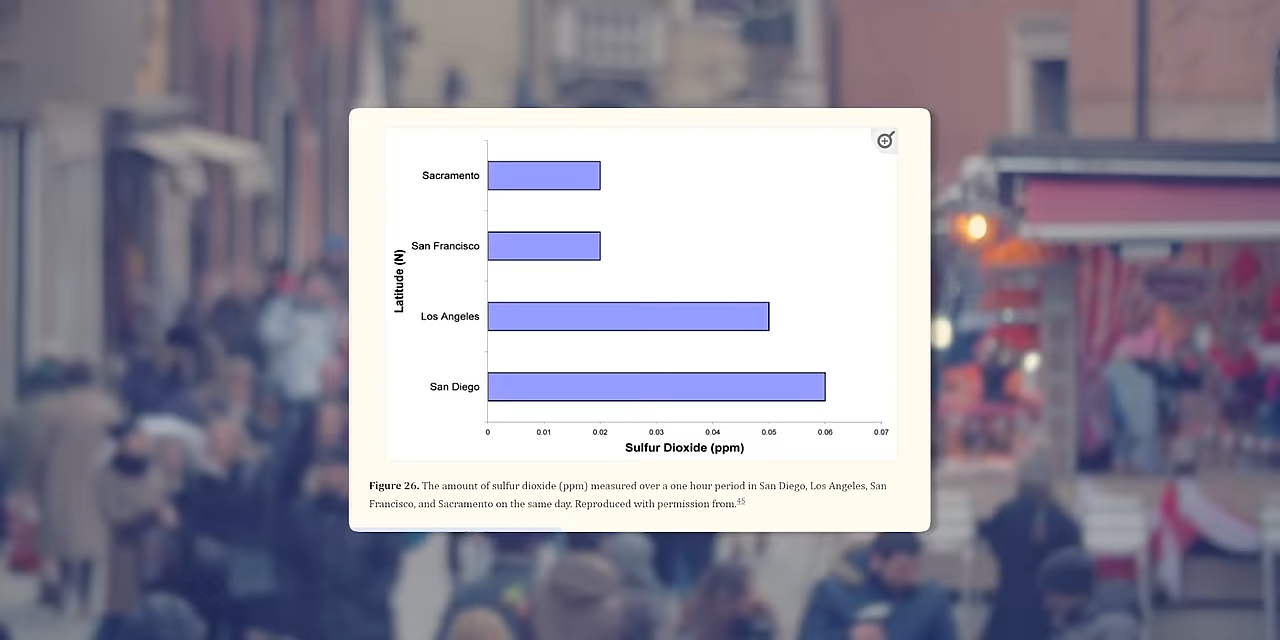 Sacramento
San Francisco
Los Angeles
San Diego
Latitude (N)
0 0.01 0.02 0.03 0.04 0.05 0.06 0.07
Sulfur Dioxide (ppm)
Figure 26. The amount of sulfur dioxide (ppm) measured over a one hour period in San Diego, Los Angeles, San
Francisco, and Sacramento on the same day. Reproduced with permission from.45